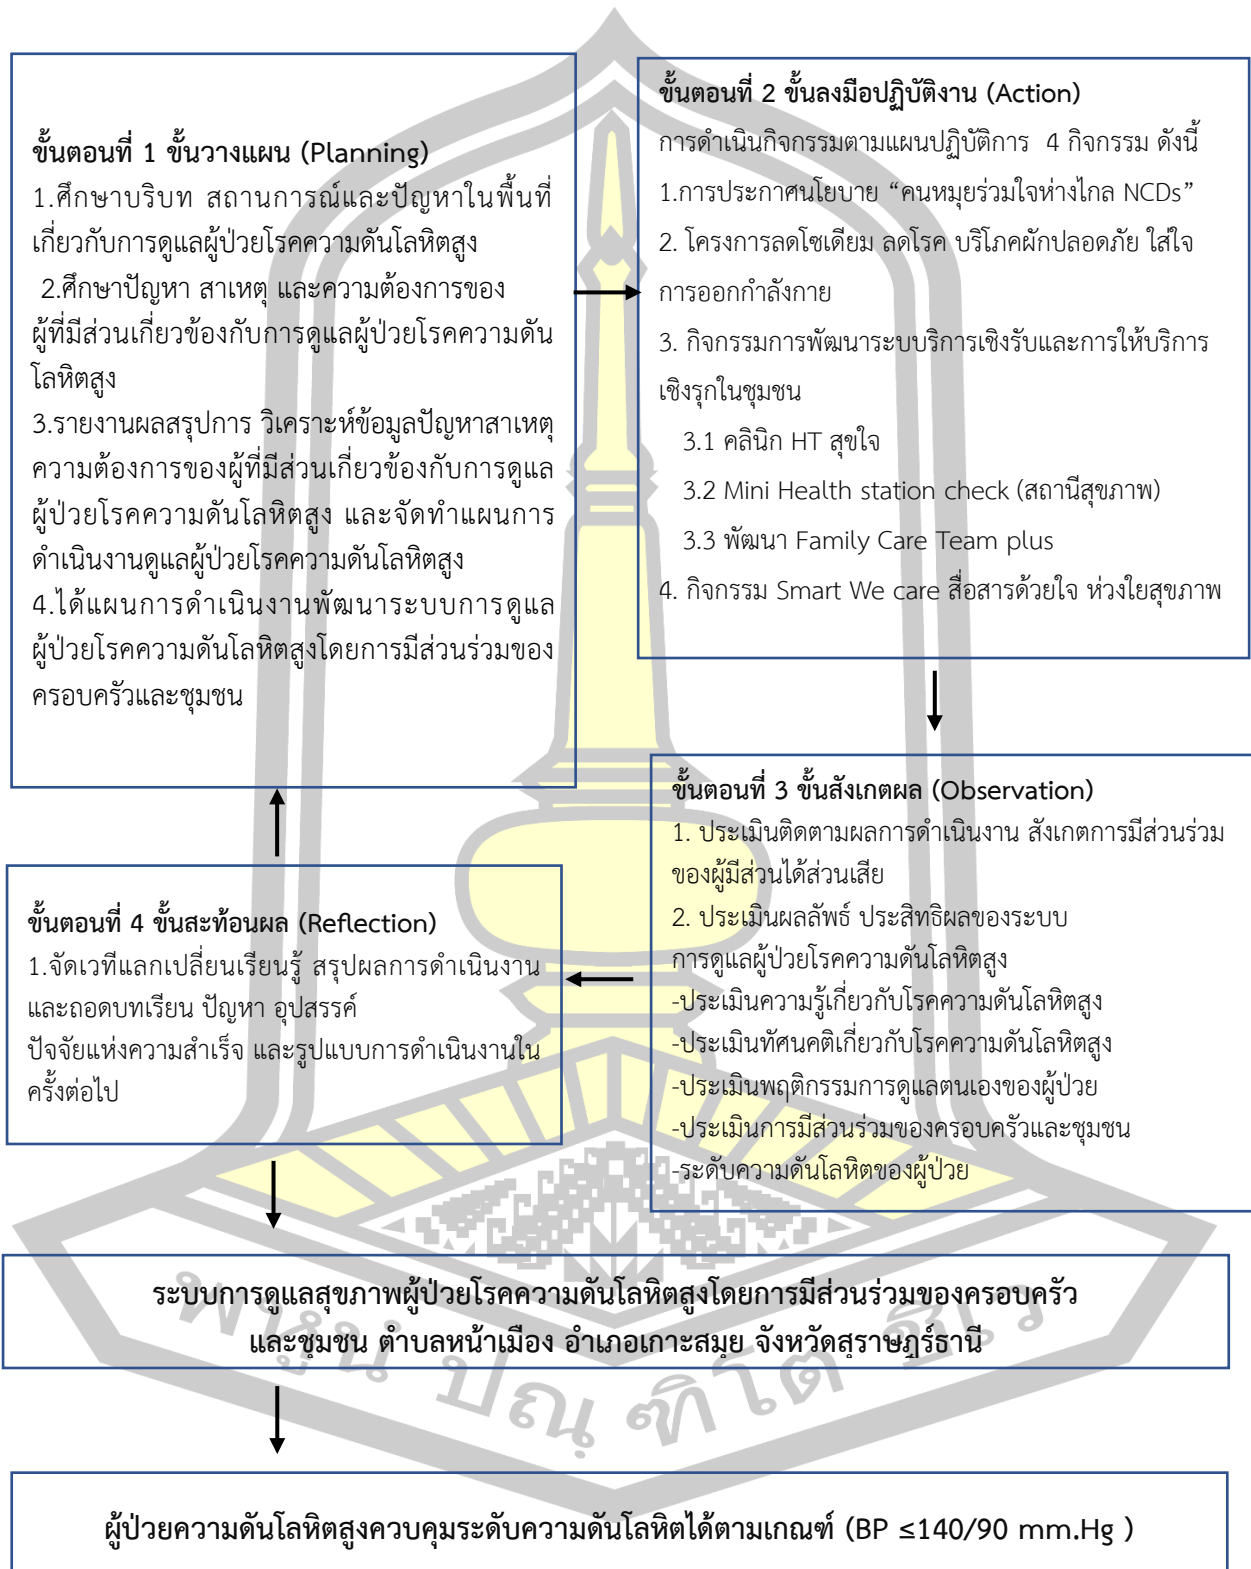 ขั้นตอนที่ 1 ขั้นวางแผน (Planning)
1.ศึกษาบริบท สถานการณ์และปัญหาในพื้นที่
เกี่ยวกับการดูแลผู้ป่วยโรคความดันโลหิตสูง
2.ศึกษาปัญหา สาเหตุ และความต้องการของ
ผู้ที่มีส่วนเกี่ยวข้องกับการดูแลผู้ป่วยโรคความดัน
โลหิตสูง
3.รายงานผลสรุปการ วิเคราะห์ข้อมูลปัญหาสาเหตุ
ความต้องการของผู้ที่มีส่วนเกี่ยวข้องกับการดูแล
ผู้ป่วยโรคความดันโลหิตสูง และจัดทำแผนการ
ดำเนินงานดูแลผู้ป่วยโรคความดันโลหิตสูง
4.ได้แผนการดำเนินงานพัฒนาระบบการดูแล
ผู้ป่วยโรคความดันโลหิตสูงโดยการมีส่วนร่วมของ
ครอบครัวและชุมชน
ขั้นตอนที่ 2 ขั้นลงมือปฏิบัติงาน (Action)
การดำเนินกิจกรรมตามแผนปฏิบัติการ 4 กิจกรรม ดังนี้
1.การประกาศนโยบาย “คนหมุยร่วมใจห่างไกล NCDs”
2. โครงการลดโซเดียม ลดโรค บริโภคผักปลอดภัย ใส่ใจ
การออกกำลังกาย
3. กิจกรรมการพัฒนาระบบบริการเชิงรับและการให้บริการ
เชิงรุกในชุมชน
3.1 คลินิก HT สุขใจ
3.2 Mini Health station check (สถานีสุขภาพ)
3.3 พัฒนา Family Care Team plus
4. กิจกรรม Smart We care สื่อสารด้วยใจ ห่วงใยสุขภาพ
ขั้นตอนที่ 3 ขั้นสังเกตผล (Observation)
1. ประเมินติดตามผลการดำเนินงาน สังเกตการมีส่วนร่วม
ของผู้มีส่วนได้ส่วนเสีย
2. ประเมินผลลัพธ์ ประสิทธิผลของระบบ
การดูแลผู้ป่วยโรคความดันโลหิตสูง
-ประเมินความรู้เกี่ยวกับโรคความดันโลหิตสูง
-ประเมินทัศนคติเกี่ยวกับโรคความดันโลหิตสูง
-ประเมินพฤติกรรมการดูแลตนเองของผู้ป่วย
-ประเมินการมีส่วนร่วมของครอบครัวและชุมชน
-ระดับความดันโลหิตของผู้ป่วย
ขั้นตอนที่ 4 ขั้นสะท้อนผล (Reflection)
1.จัดเวทีแลกเปลี่ยนเรียนรู้ สรุปผลการดำเนินงาน
และถอดบทเรียน ปัญหา อุปสรรค์
ปัจจัยแห่งความสำเร็จ และรูปแบบการดำเนินงานใน
ครั้งต่อไป
ระบบการดูแลสุขภาพผู้ป่วยโรคความดันโลหิตสูงโดยการมีส่วนร่วมของครอบครัว
และชุมชน ตำบลหน้าเมือง อำเภอเกาะสมุย จังหวัดสุราษฎร์ธานี
พหูนํ ปณฺฑิโต ชีเว
ผู้ป่วยความดันโลหิตสูงควบคุมระดับความดันโลหิตได้ตามเกณฑ์ (BP ≤140/90 mm.Hg )